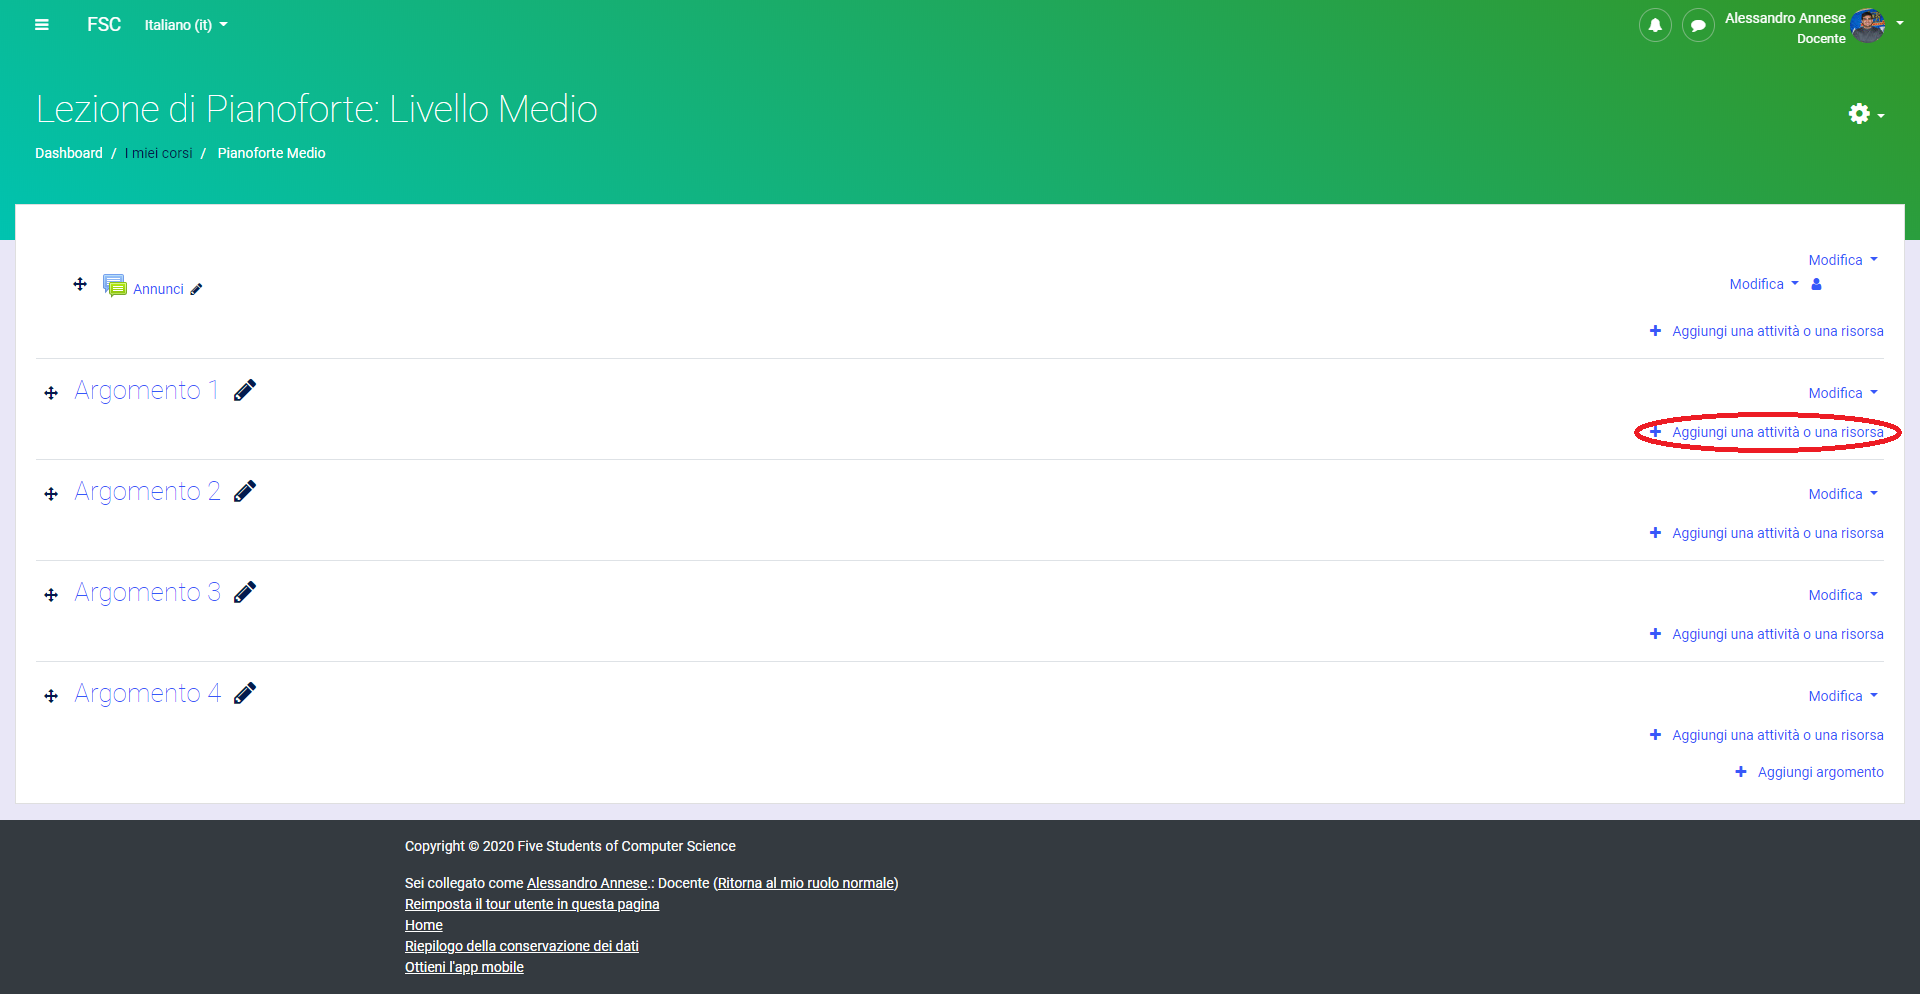 FSC Italiano (it)
Alessandro Annese
Docente
Lezione di Pianoforte: Livello Medio
Dashboard / I miei corsi / Pianoforte Medio
Modifica
Annunci Modifica
Aggiungi una attività o una risorsa
Argomento 1 Modifica
Aggiungi una attività o una risorsa
Argomento 2 Modifica
Aggiungi una attività o una risorsa
Argomento 3 Modifica
Aggiungi una attività o una risorsa
Argomento 4 Modifica
Aggiungi una attività o una risorsa
Aggiungi argomento
Copyright © 2020 Five Students of Computer Science
Sei collegato come Alessandro Annese.: Docente (Ritorna al mio ruolo normale)
Reimposta il tour utente in questa pagina
Home
Riepilogo della conservazione dei dati
Ottieni l'app mobile